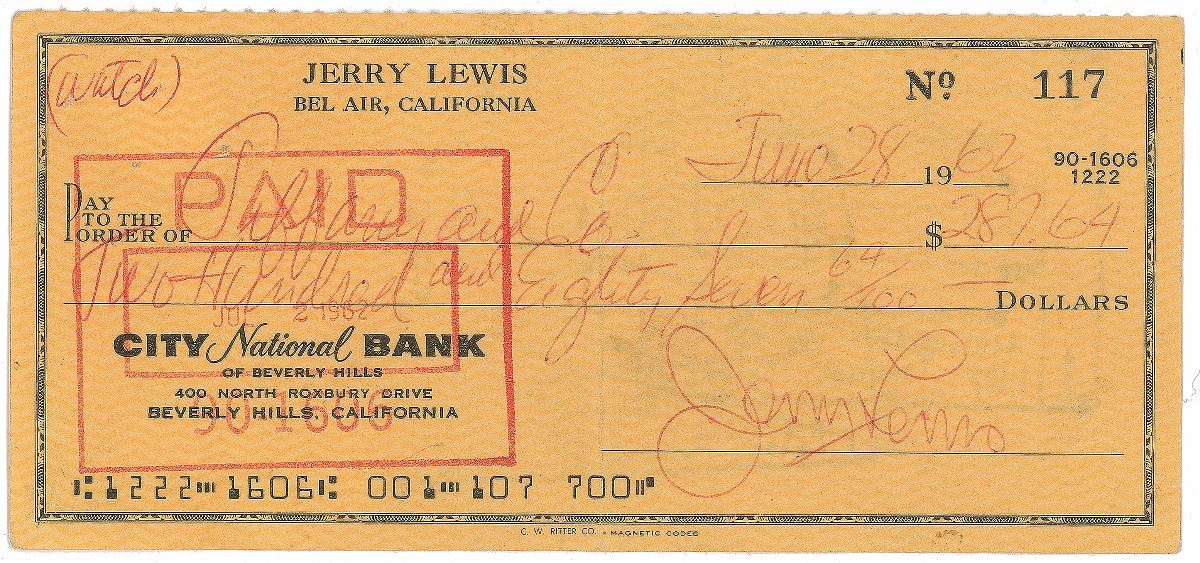 (Watch)
JERRY LEWIS
BEL AIR, CALIFORNIA
Nº 117
June 28 1962
90-1606
1222
PAY TO THE ORDER OF Tiffany and Co.
$287.64
Two Hundred and Eighty Seven 64/100 DOLLARS
PAID
JUL 2 1962
90-1606
CITY National BANK
OF BEVERLY HILLS
400 NORTH ROXBURY DRIVE
BEVERLY HILLS, CALIFORNIA
Jerry Lewis
⑆1222⑉1606⑆ 001⑉107 700⑈
C. W. RITTER CO. • MAGNETIC CODES